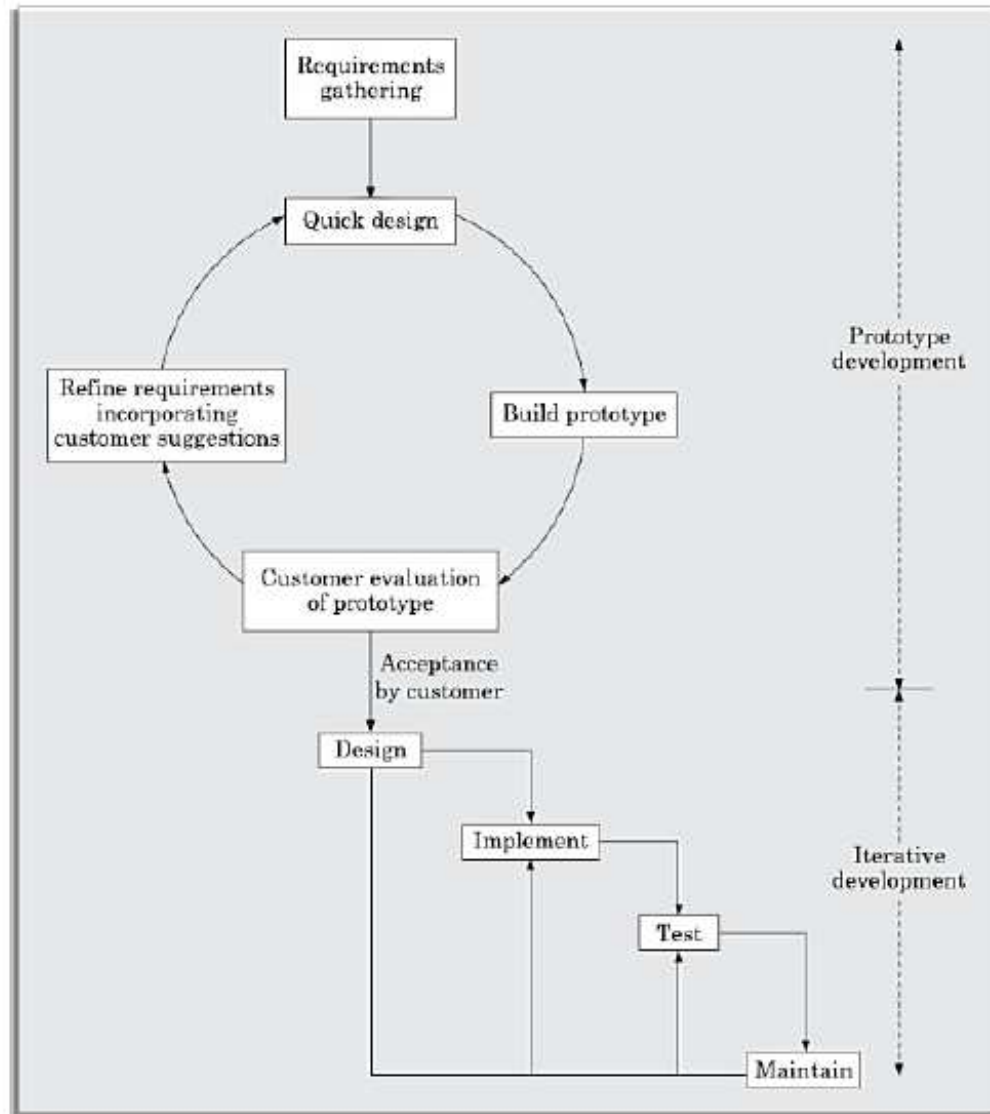 Requirements
gathering
Quick design
Prototype
development
Refine requirements
incorporating
customer suggestions
Build prototype
Customer evaluation
of prototype
Acceptance
by customer
Design
Implement
Iterative
development
Test
Maintain